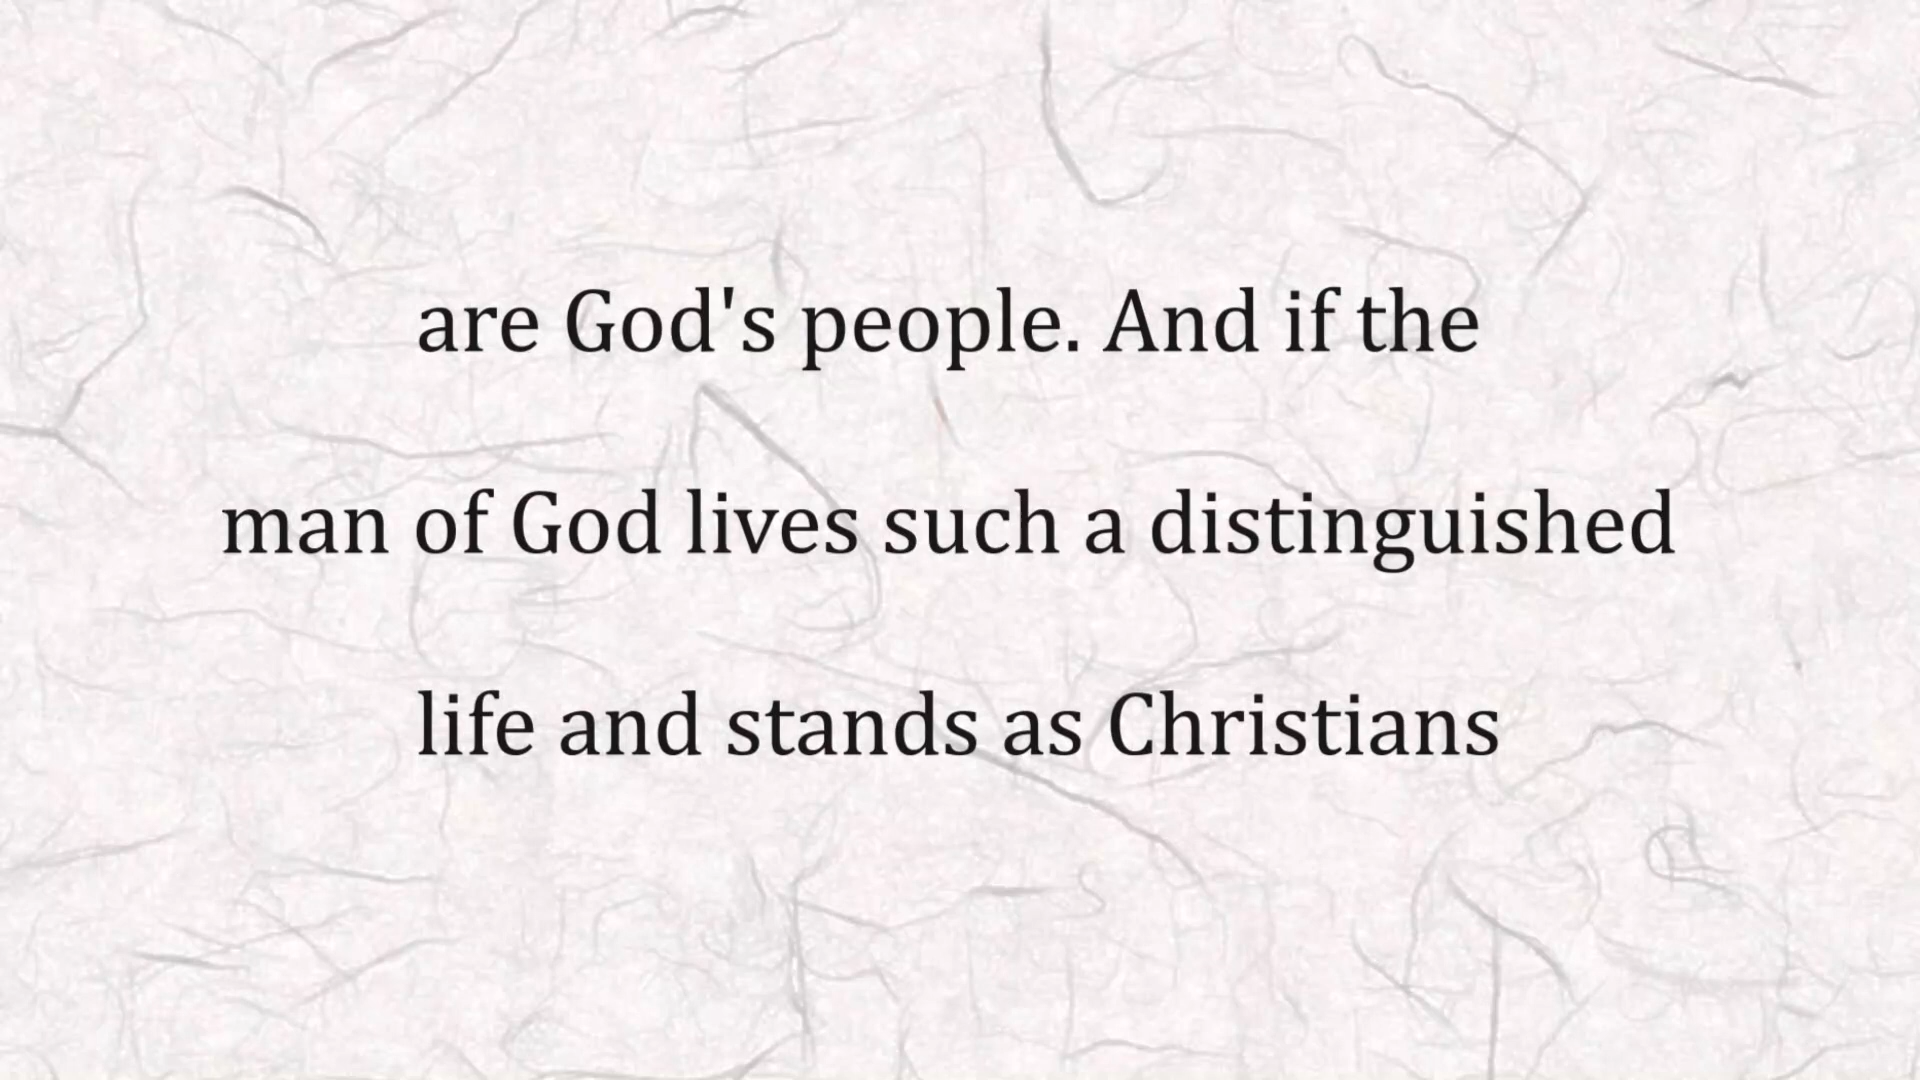 are God's people. And if the
man of God lives such a distinguished
life and stands as Christians